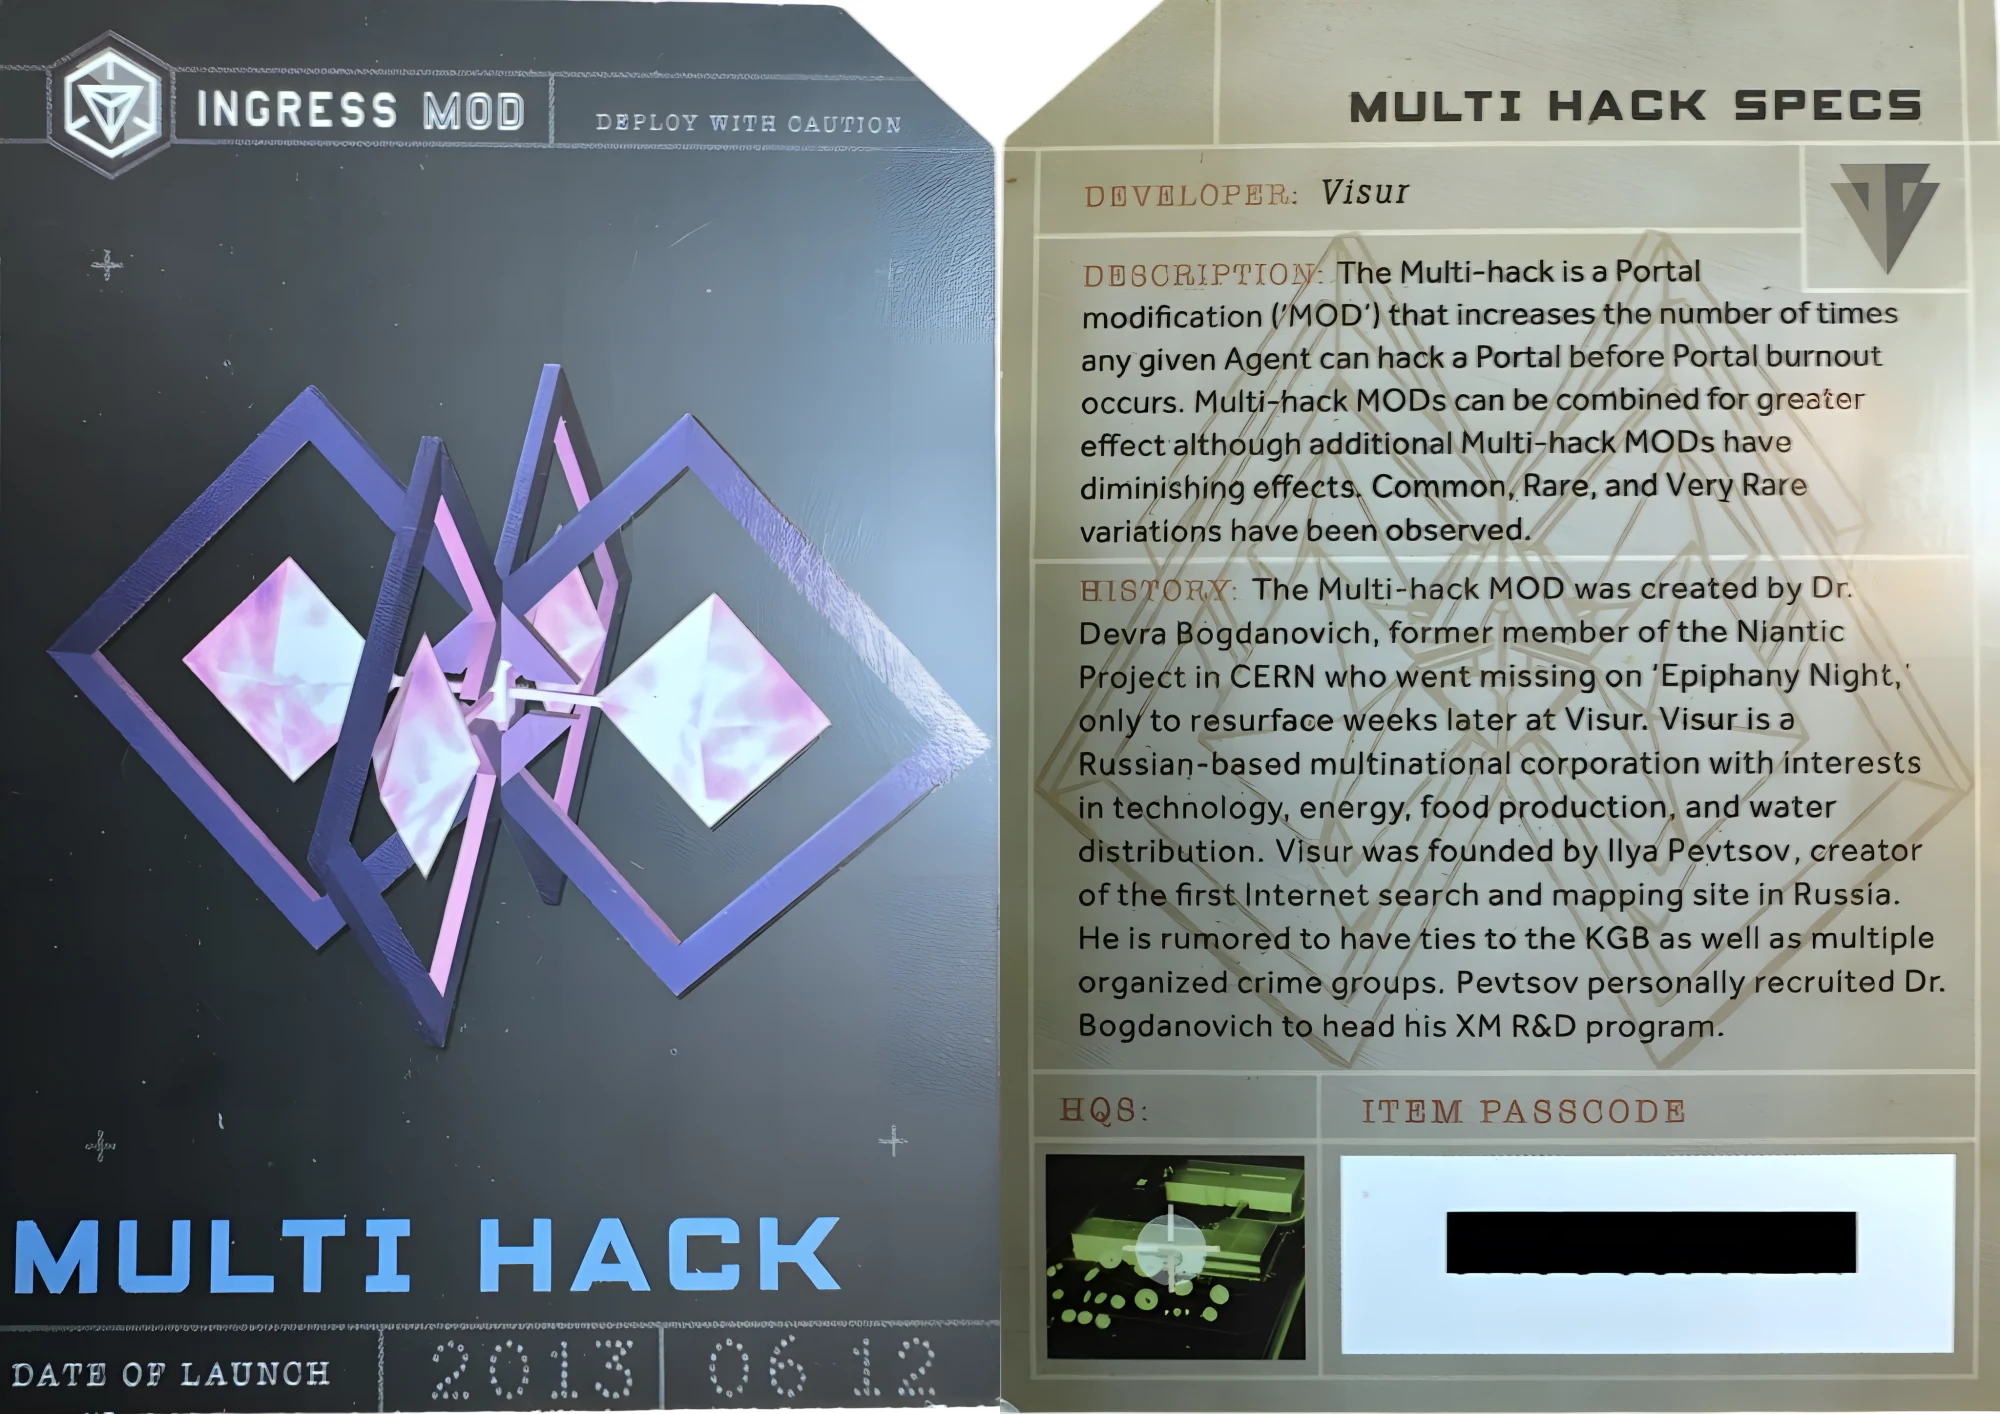 INGRESS MOD
DEPLOY WITH CAUTION
MULTI HACK
DATE OF LAUNCH
2013 06 12
MULTI HACK SPECS
DEVELOPER: Visur
DESCRIPTION: The Multi-hack is a Portal
modification ('MOD') that increases the number of times
any given Agent can hack a Portal before Portal burnout
occurs. Multi-hack MODs can be combined for greater
effect although additional Multi-hack MODs have
diminishing effects. Common, Rare, and Very Rare
variations have been observed.
HISTORY: The Multi-hack MOD was created by Dr.
Devra Bogdanovich, former member of the Niantic
Project in CERN who went missing on 'Epiphany Night,'
only to resurface weeks later at Visur. Visur is a
Russian-based multinational corporation with interests
in technology, energy, food production, and water
distribution. Visur was founded by Ilya Pevtsov, creator
of the first Internet search and mapping site in Russia.
He is rumored to have ties to the KGB as well as multiple
organized crime groups. Pevtsov personally recruited Dr.
Bogdanovich to head his XM R&D program.
HQS:
ITEM PASSCODE